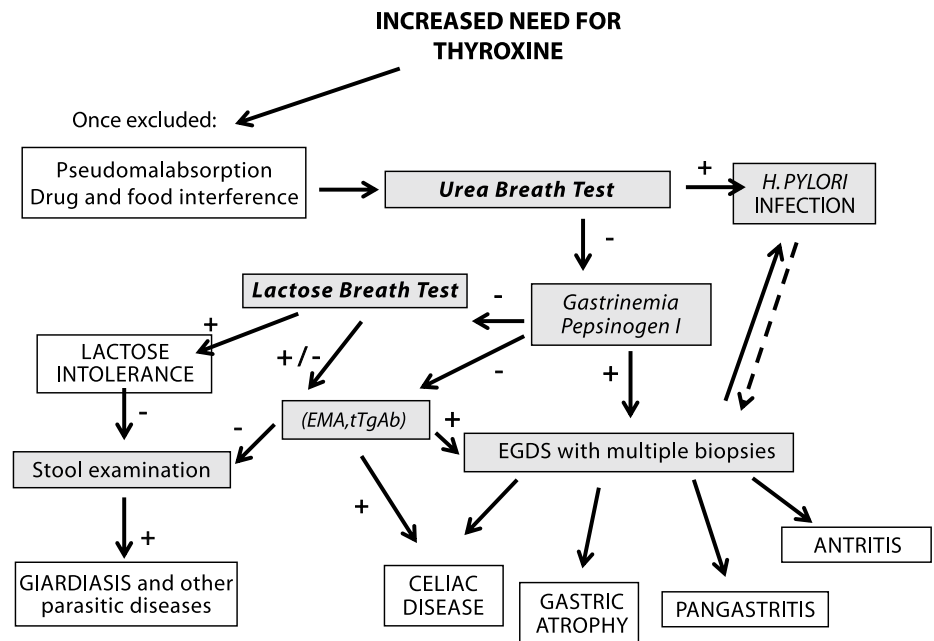 INCREASED NEED FOR
THYROXINE
Once excluded:
Pseudomalabsorption
Drug and food interference
Urea Breath Test
+
H. PYLORI
INFECTION
-
Lactose Breath Test
-
Gastrinemia
Pepsinogen I
+
LACTOSE
INTOLERANCE
+ / -
-
+
-
-
(EMA,tTgAb)
+
EGDS with multiple biopsies
Stool examination
+
+
ANTRITIS
GIARDIASIS and other
parasitic diseases
CELIAC
DISEASE
GASTRIC
ATROPHY
PANGASTRITIS